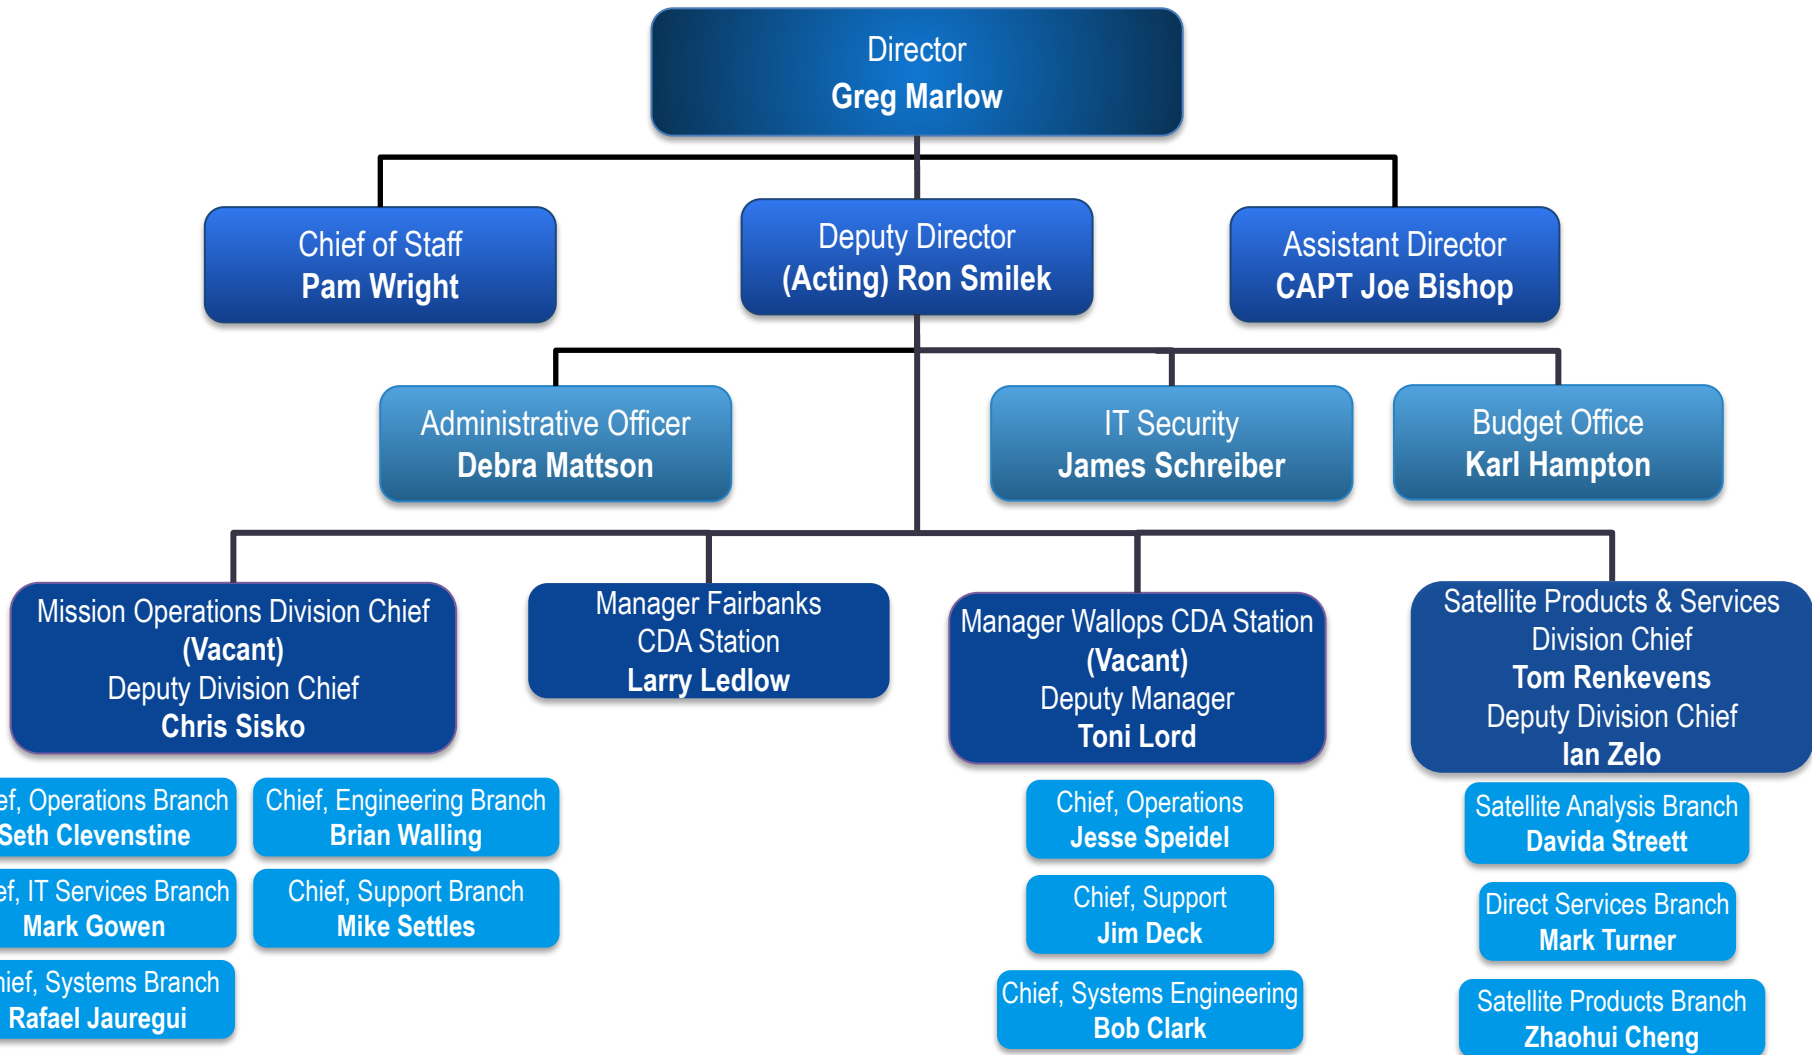 Director
Greg Marlow
Chief of Staff
Pam Wright
Deputy Director
(Acting) Ron Smilek
Assistant Director
CAPT Joe Bishop
Administrative Officer
Debra Mattson
IT Security
James Schreiber
Budget Office
Karl Hampton
Mission Operations Division Chief
(Vacant)
Deputy Division Chief
Chris Sisko
Manager Fairbanks
CDA Station
Larry Ledlow
Manager Wallops CDA Station
(Vacant)
Deputy Manager
Toni Lord
Satellite Products & Services
Division Chief
Tom Renkevens
Deputy Division Chief
Ian Zelo
ef, Operations Branch
Seth Clevenstine
Chief, Engineering Branch
Brian Walling
ef, IT Services Branch
Mark Gowen
Chief, Support Branch
Mike Settles
hief, Systems Branch
Rafael Jauregui
Chief, Operations
Jesse Speidel
Chief, Support
Jim Deck
Chief, Systems Engineering
Bob Clark
Satellite Analysis Branch
Davida Streett
Direct Services Branch
Mark Turner
Satellite Products Branch
Zhaohui Cheng